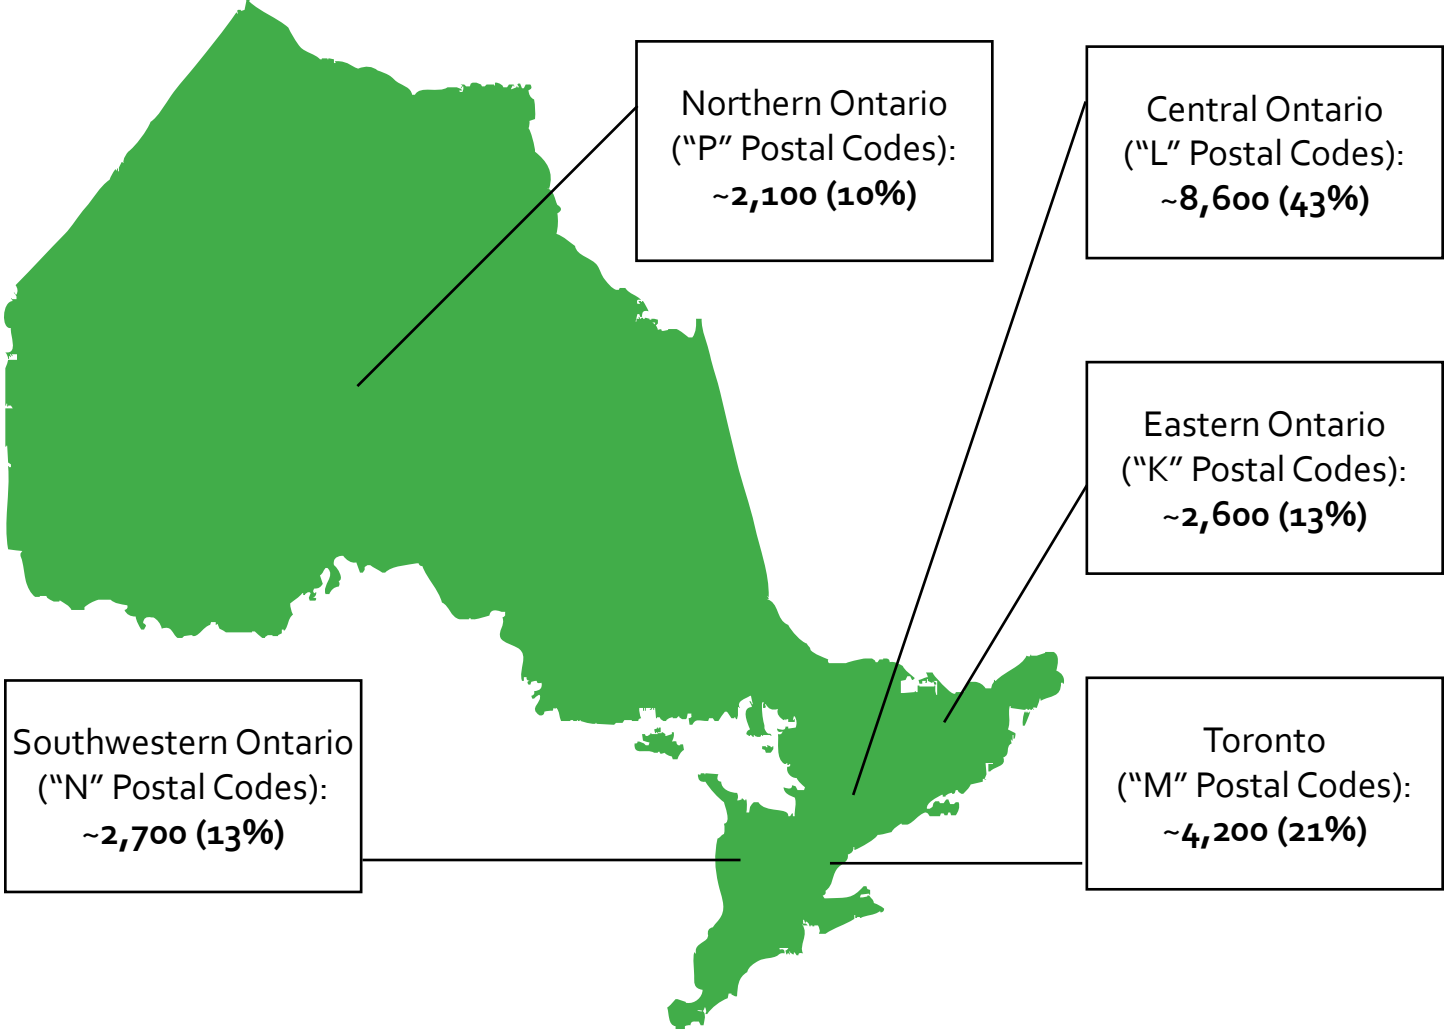 Northern Ontario
(“P” Postal Codes):
~2,100 (10%)
Central Ontario
(“L” Postal Codes):
~8,600 (43%)
Eastern Ontario
(“K” Postal Codes):
~2,600 (13%)
Southwestern Ontario
(“N” Postal Codes):
~2,700 (13%)
Toronto
(“M” Postal Codes):
~4,200 (21%)